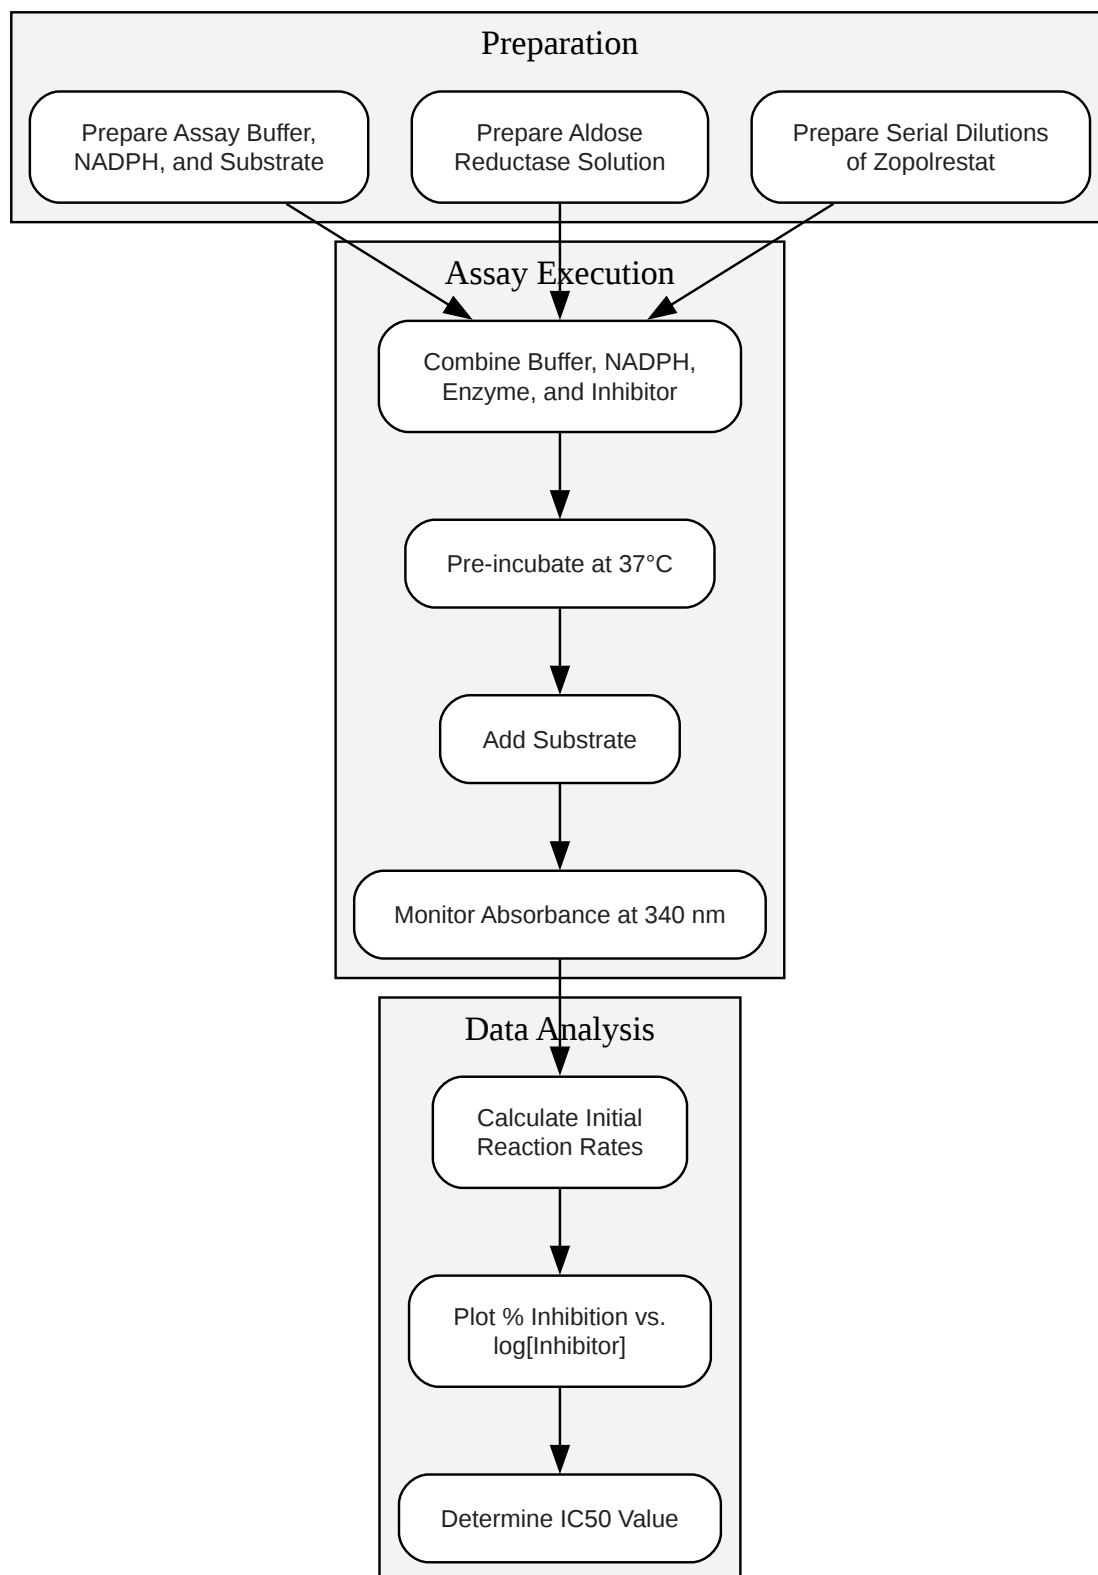 Preparation
Prepare Assay Buffer,
NADPH, and Substrate
Prepare Aldose
Reductase Solution
Prepare Serial Dilutions
of Zopolrestat
Assay Execution
Combine Buffer, NADPH,
Enzyme, and Inhibitor
Pre-incubate at 37°C
Add Substrate
Monitor Absorbance at 340 nm
Data Analysis
Calculate Initial
Reaction Rates
Plot % Inhibition vs.
log[Inhibitor]
Determine IC50 Value